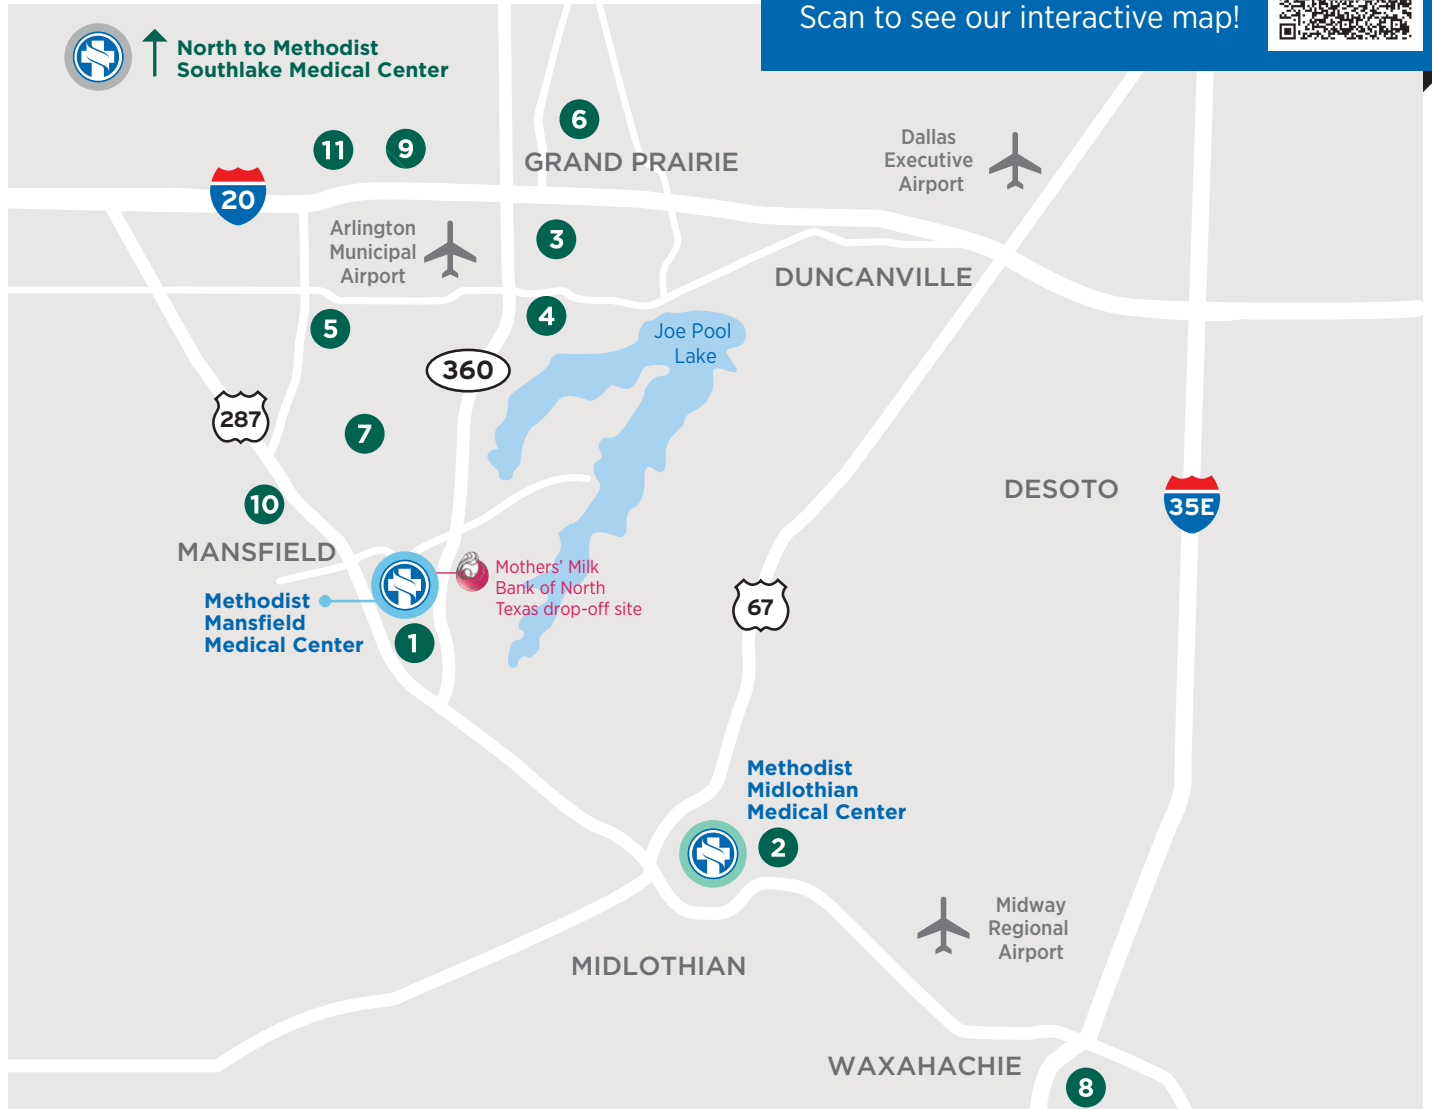 Scan to see our interactive map!
North to Methodist
Southlake Medical Center
6
11
9
GRAND PRAIRIE
Dallas
Executive
Airport
20
Arlington
Municipal
Airport
3
DUNCANVILLE
5
4
Joe Pool
Lake
360
287
7
10
DESOTO
35E
MANSFIELD
Mothers' Milk
Bank of North
Texas drop-off site
Methodist
Mansfield
Medical Center
1
67
Methodist
Midlothian
Medical Center
2
Midway
Regional
Airport
MIDLOTHIAN
WAXAHACHIE
8